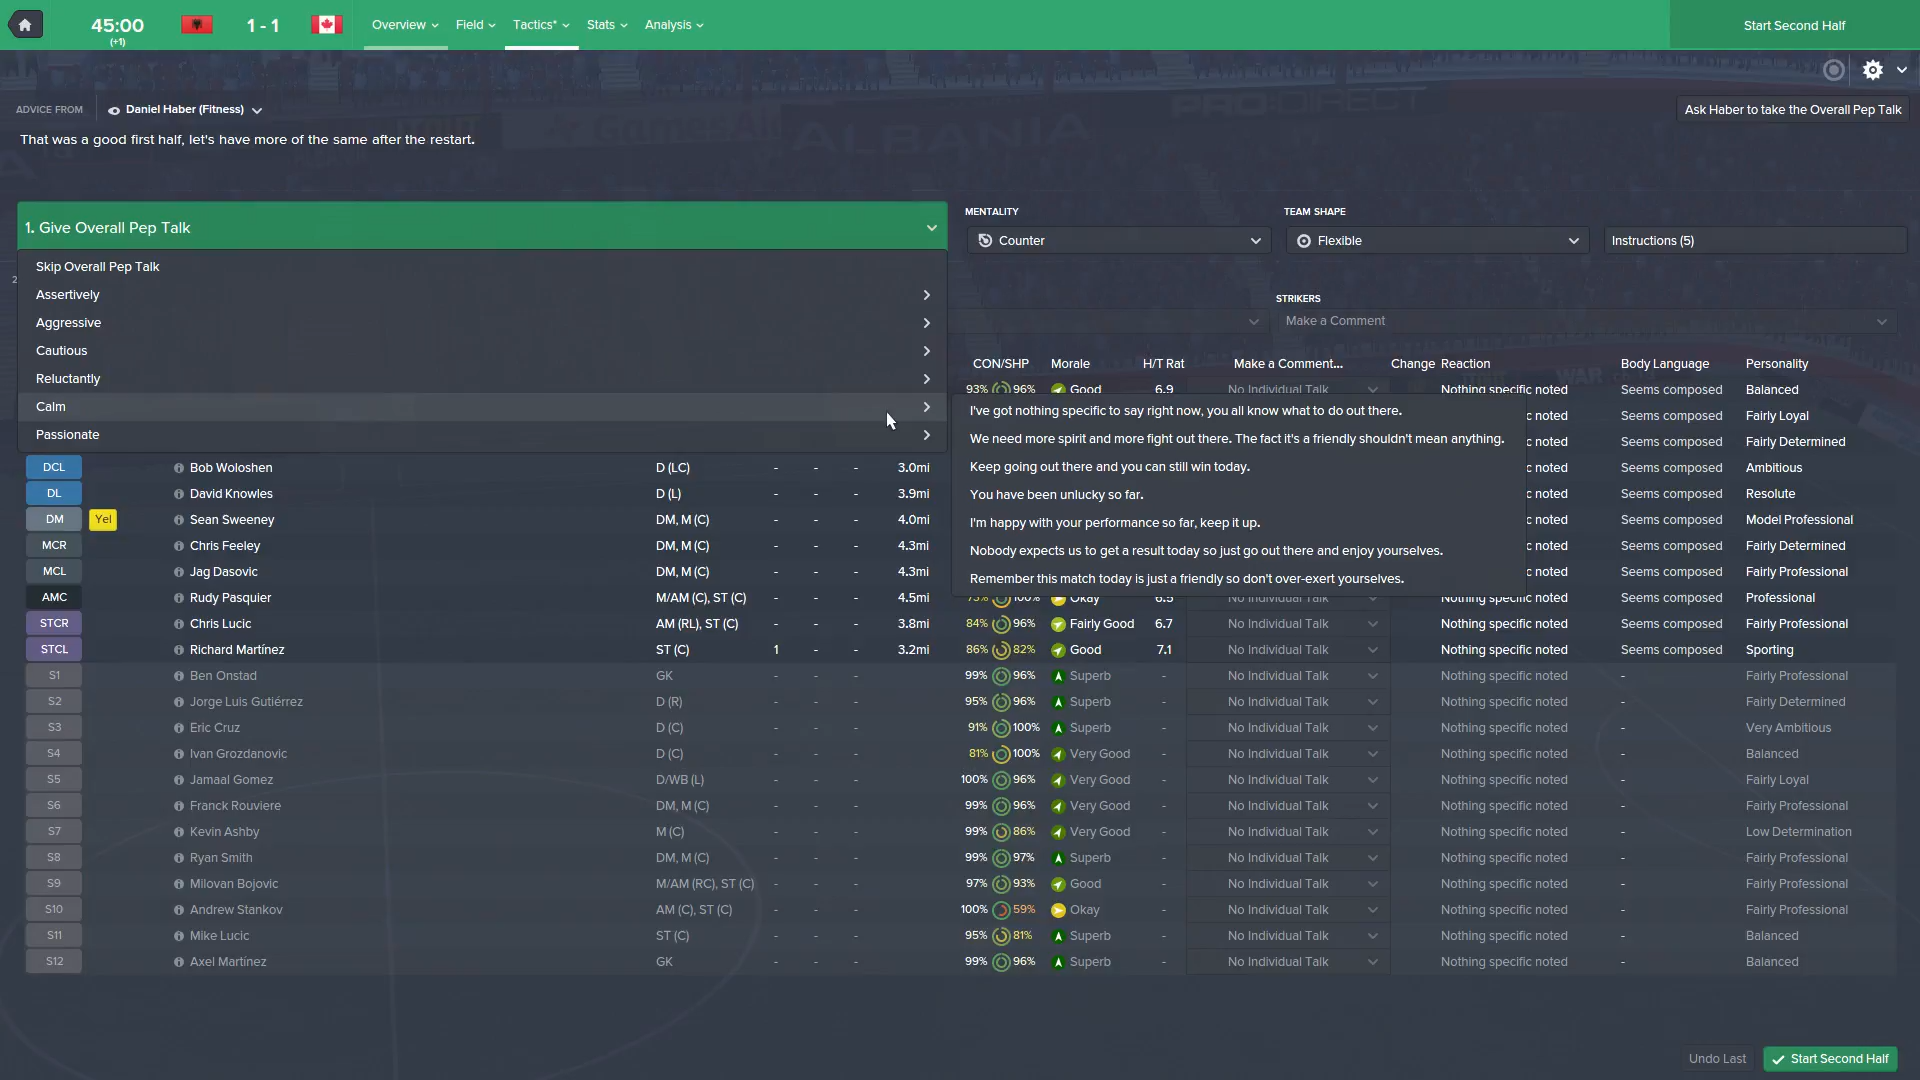 45:00
(+1)
1 - 1
Overview
Field
Tactics*
Stats
Analysis
Start Second Half
PRO:DIRECT
ALBANIA
ADVICE FROM
Daniel Haber (Fitness)
Ask Haber to take the Overall Pep Talk
That was a good first half, let's have more of the same after the restart.
1. Give Overall Pep Talk
MENTALITY
Counter
TEAM SHAPE
Flexible
Instructions (5)
Skip Overall Pep Talk
Assertively
Aggressive
Cautious
Reluctantly
Calm
Passionate
STRIKERS
Make a Comment
CON/SHP Morale H/T Rat Make a Comment... Change Reaction Body Language Personality
93% 96% Good 6.9 No Individual Talk Nothing specific noted Seems composed Balanced
I've got nothing specific to say right now, you all know what to do out there.
We need more spirit and more fight out there. The fact it's a friendly shouldn't mean anything.
Keep going out there and you can still win today.
You have been unlucky so far.
I'm happy with your performance so far, keep it up.
Nobody expects us to get a result today so just go out there and enjoy yourselves.
Remember this match today is just a friendly so don't over-exert yourselves.
noted Seems composed Fairly Loyal
noted Seems composed Fairly Determined
DCL Bob Woloshen D (LC) - - - 3.0mi noted Seems composed Ambitious
DL David Knowles D (L) - - - 3.9mi noted Seems composed Resolute
DM Yel Sean Sweeney DM, M (C) - - - 4.0mi noted Seems composed Model Professional
MCR Chris Feeley DM, M (C) - - - 4.3mi noted Seems composed Fairly Determined
MCL Jag Dasovic DM, M (C) - - - 4.3mi noted Seems composed Fairly Professional
AMC Rudy Pasquier M/AM (C), ST (C) - - - 4.5mi 100% Okay 6.5 No Individual Talk Nothing specific noted Seems composed Professional
STCR Chris Lucic AM (RL), ST (C) - - - 3.8mi 84% 96% Fairly Good 6.7 No Individual Talk Nothing specific noted Seems composed Fairly Professional
STCL Richard Martínez ST (C) 1 - - 3.2mi 86% 82% Good 7.1 No Individual Talk Nothing specific noted Seems composed Sporting
S1 Ben Onstad GK - - - 99% 96% Superb - No Individual Talk Nothing specific noted - Fairly Professional
S2 Jorge Luis Gutiérrez D (R) - - - 95% 96% Superb - No Individual Talk Nothing specific noted - Fairly Determined
S3 Eric Cruz D (C) - - - 91% 100% Superb - No Individual Talk Nothing specific noted - Very Ambitious
S4 Ivan Grozdanovic D (C) - - - 81% 100% Very Good - No Individual Talk Nothing specific noted - Balanced
S5 Jamaal Gomez D/WB (L) - - - 100% 96% Very Good - No Individual Talk Nothing specific noted - Fairly Loyal
S6 Franck Rouviere DM, M (C) - - - 99% 96% Very Good - No Individual Talk Nothing specific noted - Fairly Professional
S7 Kevin Ashby M (C) - - - 99% 86% Very Good - No Individual Talk Nothing specific noted - Low Determination
S8 Ryan Smith DM, M (C) - - - 99% 97% Superb - No Individual Talk Nothing specific noted - Fairly Professional
S9 Milovan Bojovic M/AM (RC), ST (C) - - - 97% 93% Good - No Individual Talk Nothing specific noted - Fairly Professional
S10 Andrew Stankov AM (C), ST (C) - - - 100% 59% Okay - No Individual Talk Nothing specific noted - Fairly Professional
S11 Mike Lucic ST (C) - - - 95% 81% Superb - No Individual Talk Nothing specific noted - Balanced
S12 Axel Martínez GK - - - 99% 96% Superb - No Individual Talk Nothing specific noted - Balanced
Undo Last
Start Second Half